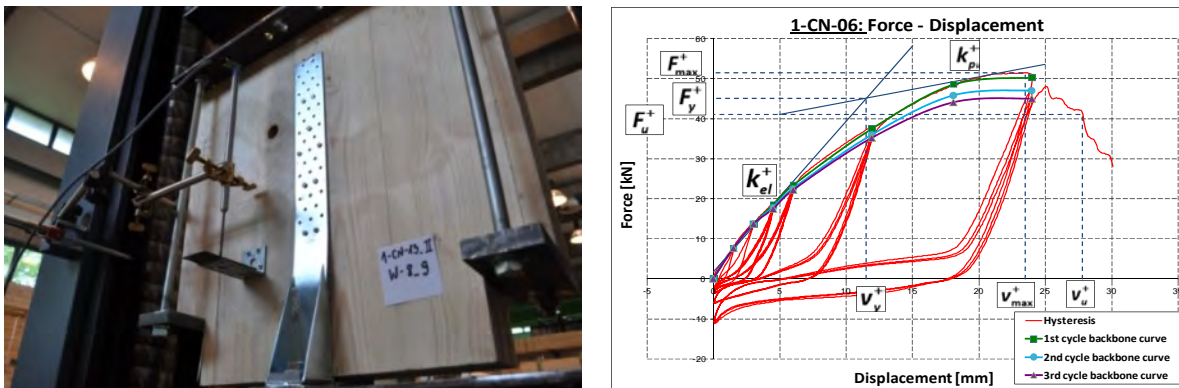 1-CN-13_II
W-8_9
1-CN-06: Force - Displacement
60
50
40
30
20
10
0
-10
-20
-5
0
5
10
15
20
25
30
35
Force [kN]
Displacement [mm]
F+max
F+y
F+u
k+el
k+p
v+y
v+max
v+u
Hysteresis
1st cycle backbone curve
2nd cycle backbone curve
3rd cycle backbone curve